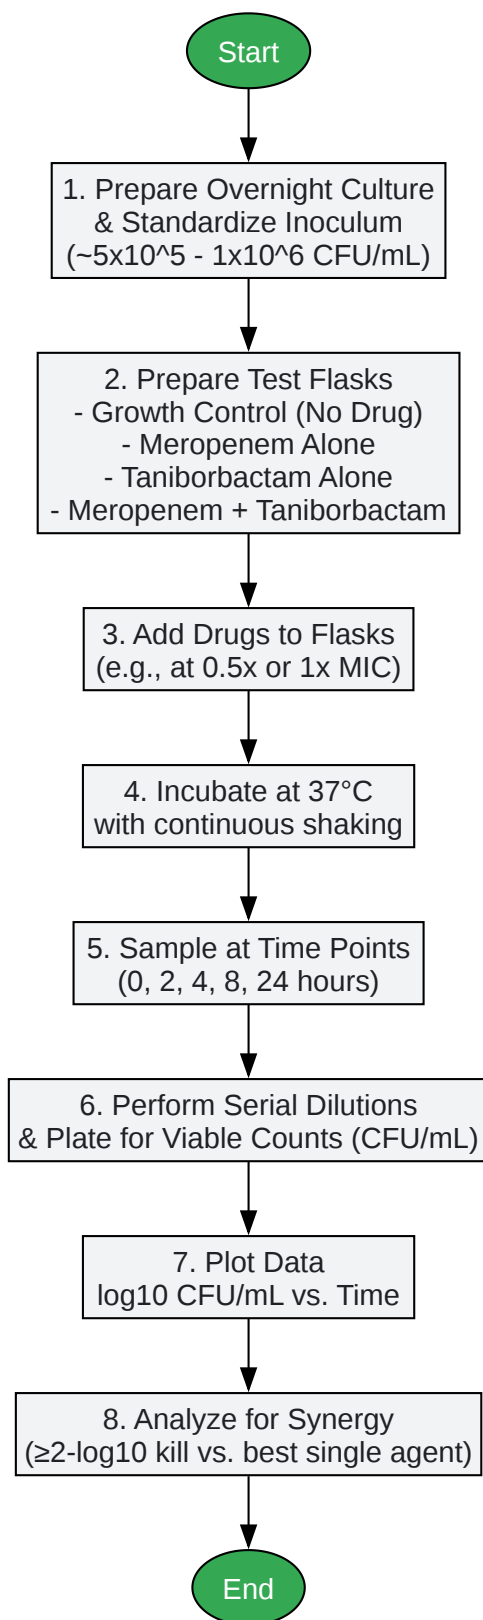 Start
1. Prepare Overnight Culture
& Standardize Inoculum
(~5x10^5 - 1x10^6 CFU/mL)
2. Prepare Test Flasks
- Growth Control (No Drug)
- Meropenem Alone
- Taniborbactam Alone
- Meropenem + Taniborbactam
3. Add Drugs to Flasks
(e.g., at 0.5x or 1x MIC)
4. Incubate at 37°C
with continuous shaking
5. Sample at Time Points
(0, 2, 4, 8, 24 hours)
6. Perform Serial Dilutions
& Plate for Viable Counts (CFU/mL)
7. Plot Data
log10 CFU/mL vs. Time
8. Analyze for Synergy
(≥2-log10 kill vs. best single agent)
End